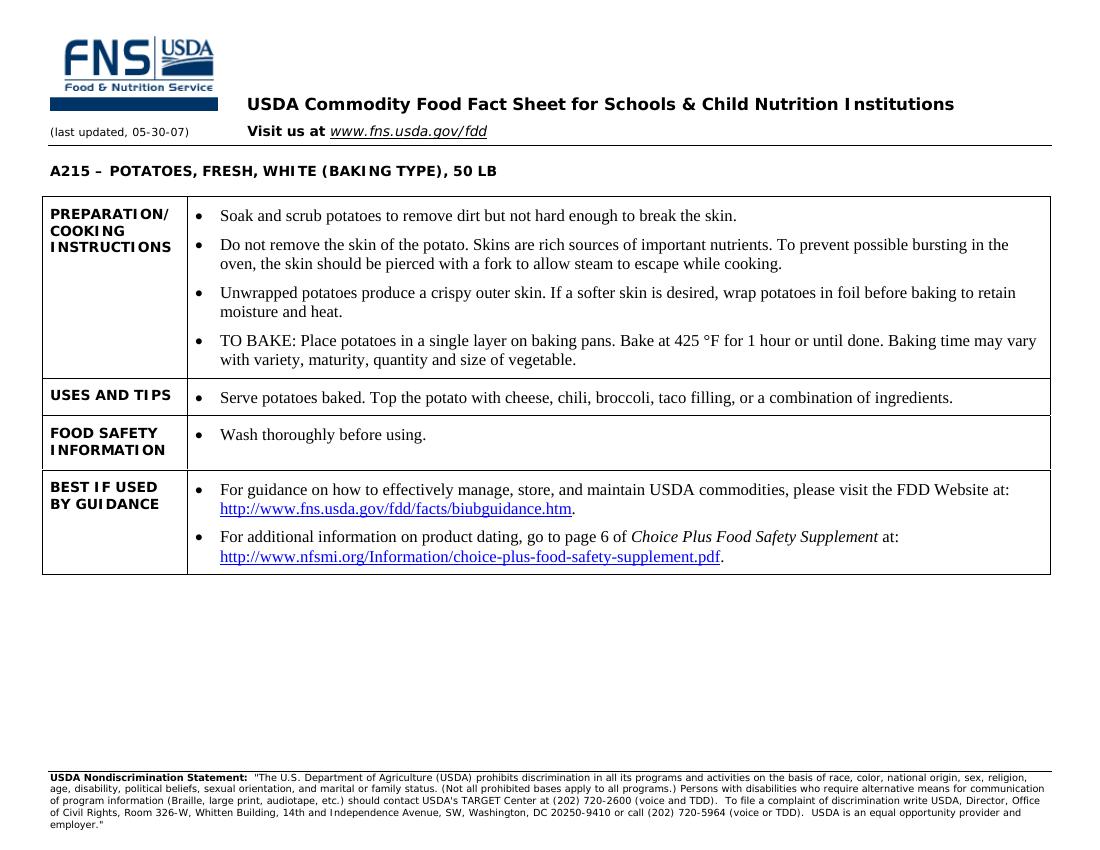 FNS USDA
Food & Nutrition Service
USDA Commodity Food Fact Sheet for Schools & Child Nutrition Institutions
(last updated, 05-30-07)
Visit us at www.fns.usda.gov/fdd
A215 – POTATOES, FRESH, WHITE (BAKING TYPE), 50 LB
PREPARATION/
COOKING
INSTRUCTIONS
• Soak and scrub potatoes to remove dirt but not hard enough to break the skin.
• Do not remove the skin of the potato. Skins are rich sources of important nutrients. To prevent possible bursting in the
oven, the skin should be pierced with a fork to allow steam to escape while cooking.
• Unwrapped potatoes produce a crispy outer skin. If a softer skin is desired, wrap potatoes in foil before baking to retain
moisture and heat.
• TO BAKE: Place potatoes in a single layer on baking pans. Bake at 425 °F for 1 hour or until done. Baking time may vary
with variety, maturity, quantity and size of vegetable.
USES AND TIPS
• Serve potatoes baked. Top the potato with cheese, chili, broccoli, taco filling, or a combination of ingredients.
FOOD SAFETY
INFORMATION
• Wash thoroughly before using.
BEST IF USED
BY GUIDANCE
• For guidance on how to effectively manage, store, and maintain USDA commodities, please visit the FDD Website at:
http://www.fns.usda.gov/fdd/facts/biubguidance.htm.
• For additional information on product dating, go to page 6 of Choice Plus Food Safety Supplement at:
http://www.nfsmi.org/Information/choice-plus-food-safety-supplement.pdf.
USDA Nondiscrimination Statement: "The U.S. Department of Agriculture (USDA) prohibits discrimination in all its programs and activities on the basis of race, color, national origin, sex, religion,
age, disability, political beliefs, sexual orientation, and marital or family status. (Not all prohibited bases apply to all programs.) Persons with disabilities who require alternative means for communication
of program information (Braille, large print, audiotape, etc.) should contact USDA's TARGET Center at (202) 720-2600 (voice and TDD). To file a complaint of discrimination write USDA, Director, Office
of Civil Rights, Room 326-W, Whitten Building, 14th and Independence Avenue, SW, Washington, DC 20250-9410 or call (202) 720-5964 (voice or TDD). USDA is an equal opportunity provider and
employer."